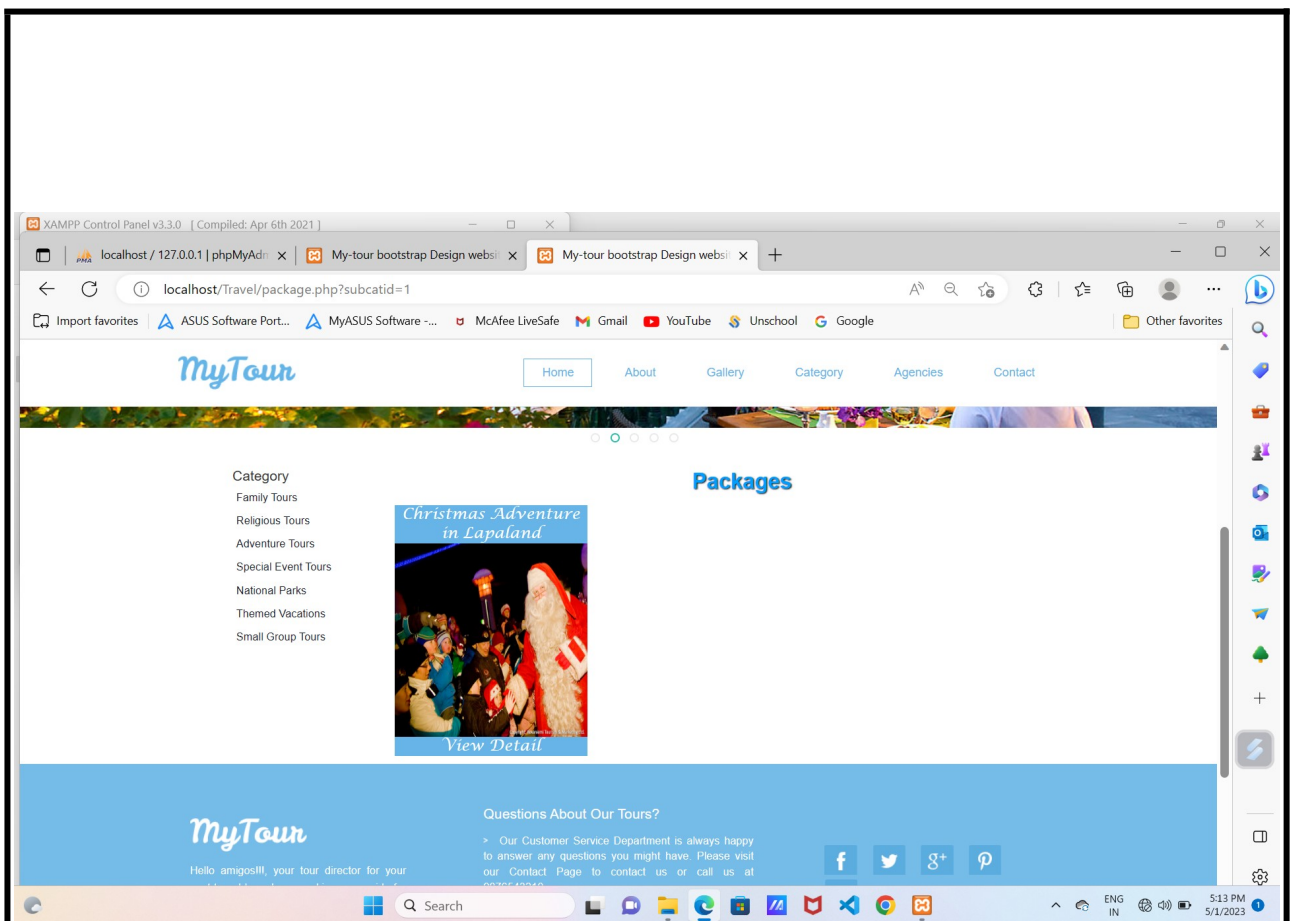 XAMPP Control Panel v3.3.0 [ Compiled: Apr 6th 2021 ]
localhost / 127.0.0.1 | phpMyAdm
My-tour bootstrap Design websit
My-tour bootstrap Design websit
localhost/Travel/package.php?subcatid=1
Import favorites
ASUS Software Port...
MyASUS Software -...
McAfee LiveSafe
Gmail
YouTube
Unschool
Google
Other favorites
MyTour
Home
About
Gallery
Category
Agencies
Contact
Category
Family Tours
Religious Tours
Adventure Tours
Special Event Tours
National Parks
Themed Vacations
Small Group Tours
Packages
Christmas Adventure
in Lapaland
View Detail
MyTour
Hello amigos!!!, your tour director for your
Questions About Our Tours?
> Our Customer Service Department is always happy
to answer any questions you might have. Please visit
our Contact Page to contact us or call us at
Search
ENG
IN
5:13 PM
5/1/2023
1